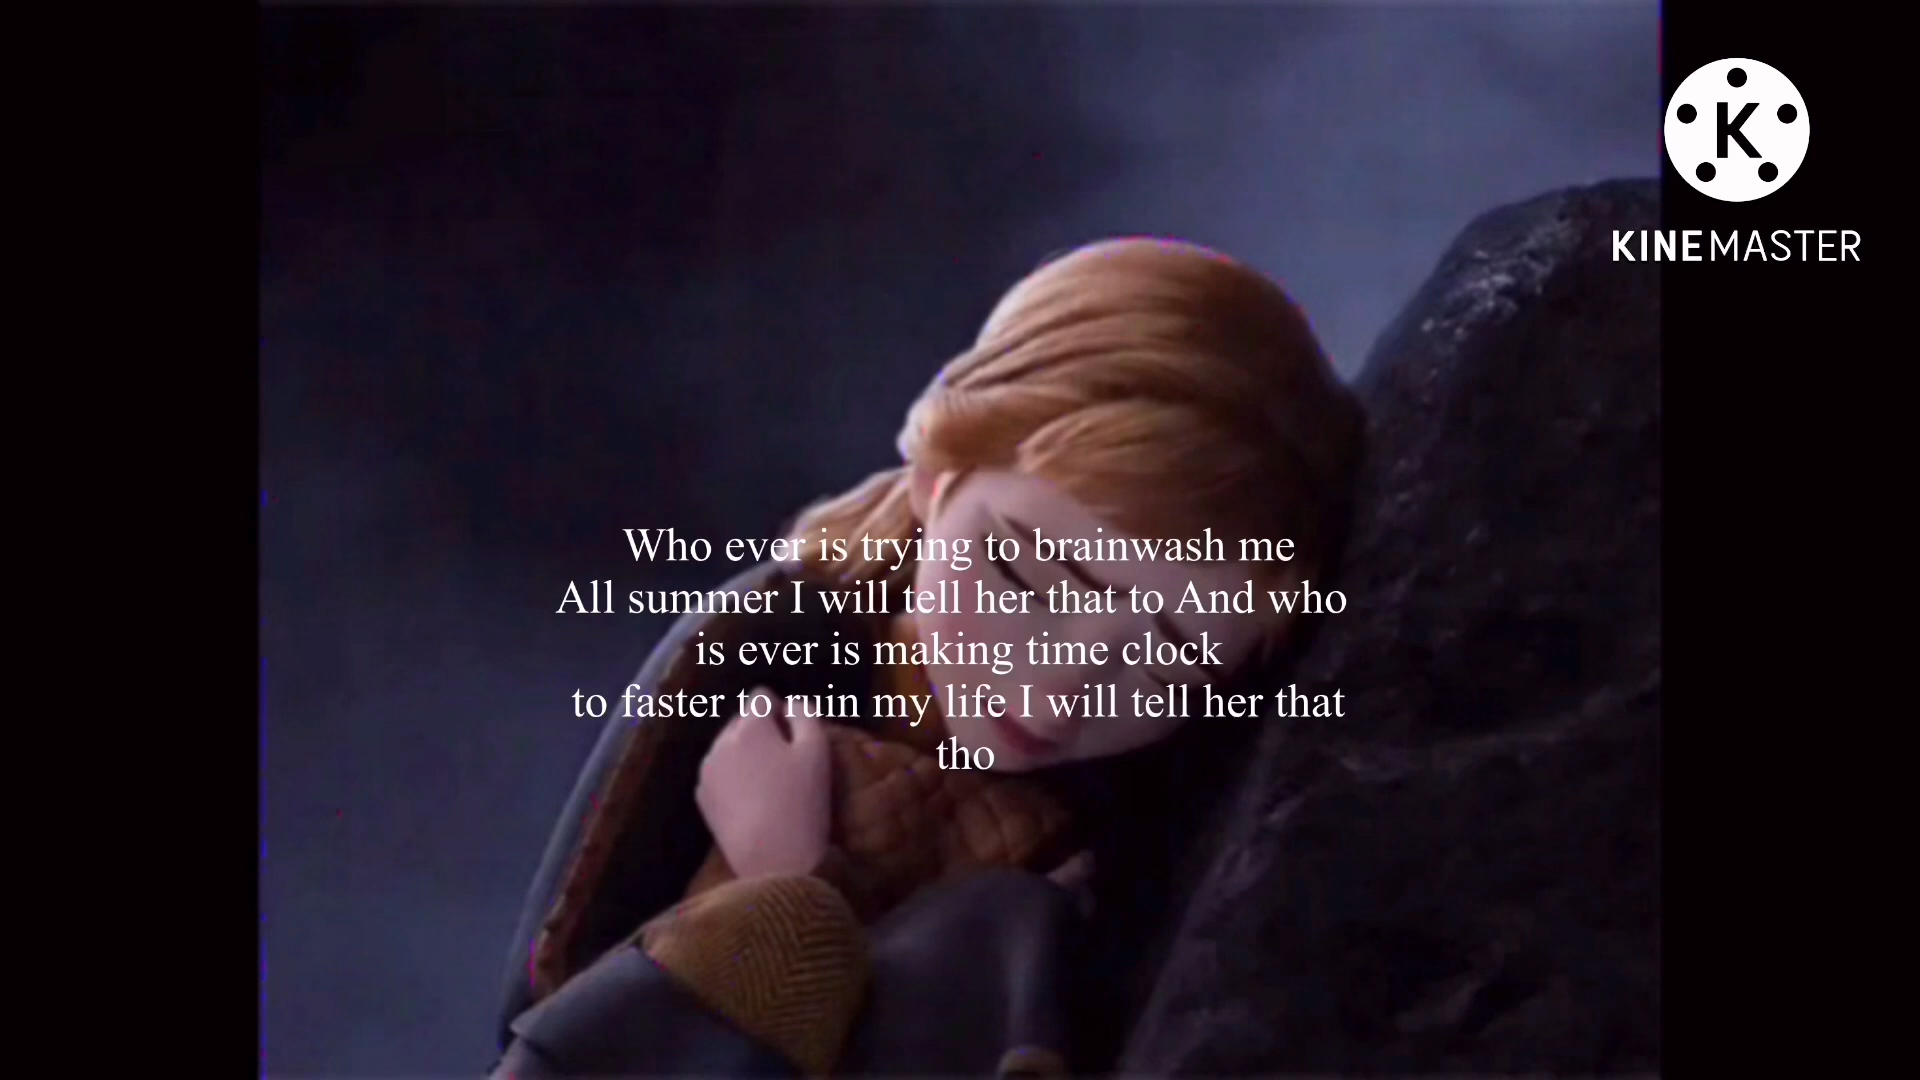 K
KINEMASTER
Who ever is trying to brainwash me
All summer I will tell her that to And who
is ever is making time clock
to faster to ruin my life I will tell her that
tho